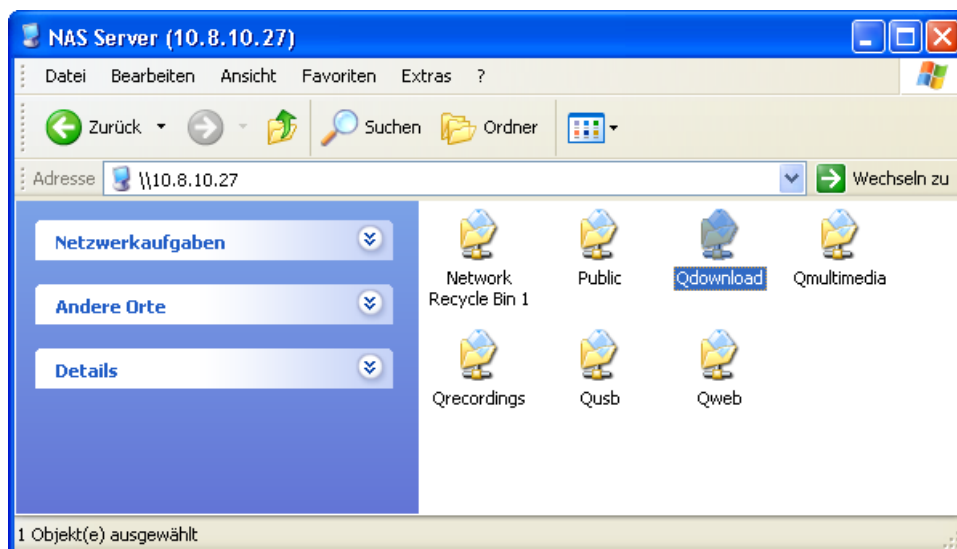 NAS Server (10.8.10.27)
Datei Bearbeiten Ansicht Favoriten Extras ?
Zurück Suchen Ordner
Adresse \\10.8.10.27 Wechseln zu
Netzwerkaufgaben
Andere Orte
Details
Network
Recycle Bin 1
Public
Qdownload
Qmultimedia
Qrecordings
Qusb
Qweb
1 Objekt(e) ausgewählt